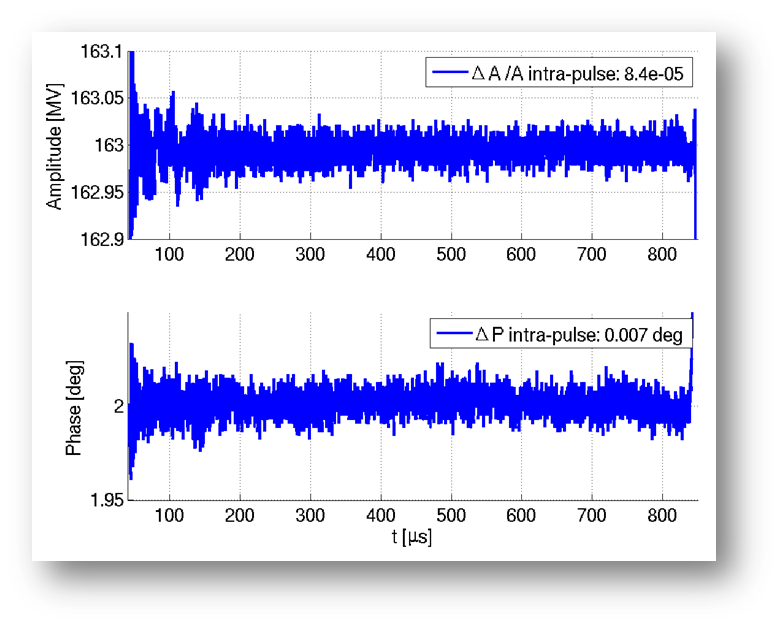 163.1
163.05
163
162.95
162.9
Amplitude [MV]
Δ A /A intra-pulse: 8.4e-05
100 200 300 400 500 600 700 800
2
1.95
Phase [deg]
Δ P intra-pulse: 0.007 deg
100 200 300 400 500 600 700 800
t [μs]